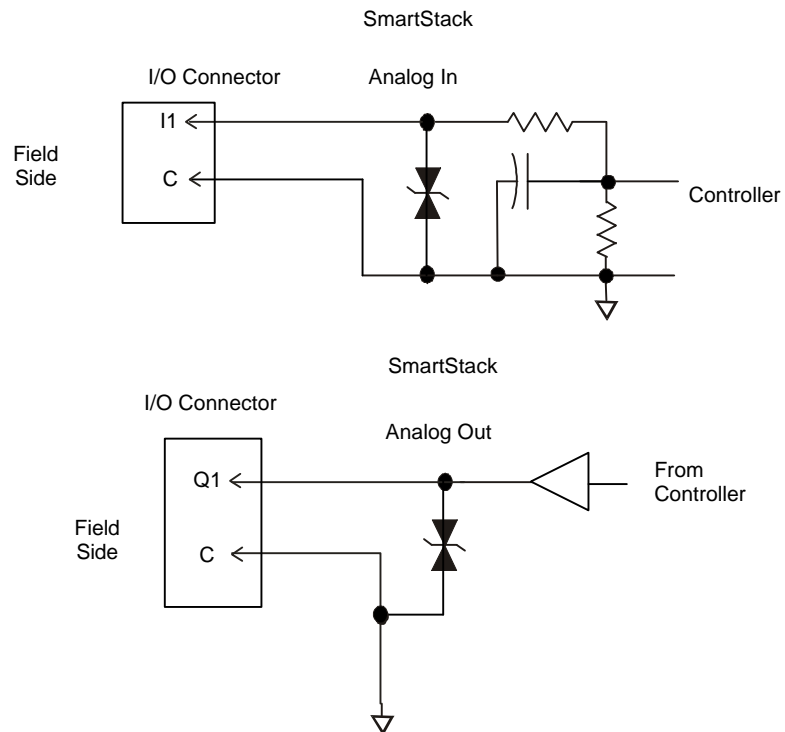 SmartStack
I/O Connector
Analog In
I1
Field
Side
C
Controller
SmartStack
I/O Connector
Analog Out
Q1
From
Controller
Field
Side
C